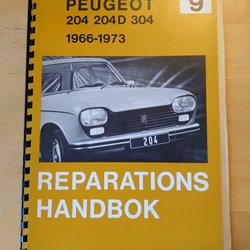 PEUGEOT
9
204 204D 304
1966-1973
204
REPARATIONS
HANDBOK